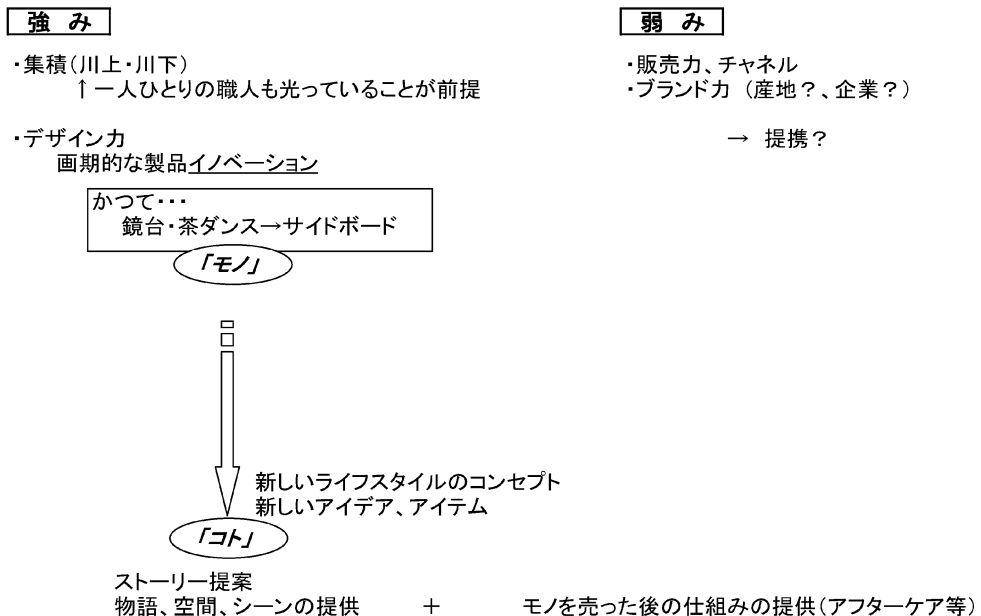 強 み
・集積(川上・川下)
↑一人ひとりの職人も光っていることが前提
・デザイン力
画期的な製品イノベーション
かつて・・・
鏡台・茶ダンス→サイドボード
「モノ」
新しいライフスタイルのコンセプト
新しいアイデア、アイテム
「コト」
ストーリー提案
物語、空間、シーンの提供 + モノを売った後の仕組みの提供(アフターケア等)
弱 み
・販売力、チャネル
・ブランド力 (産地?、企業?)
→ 提携?